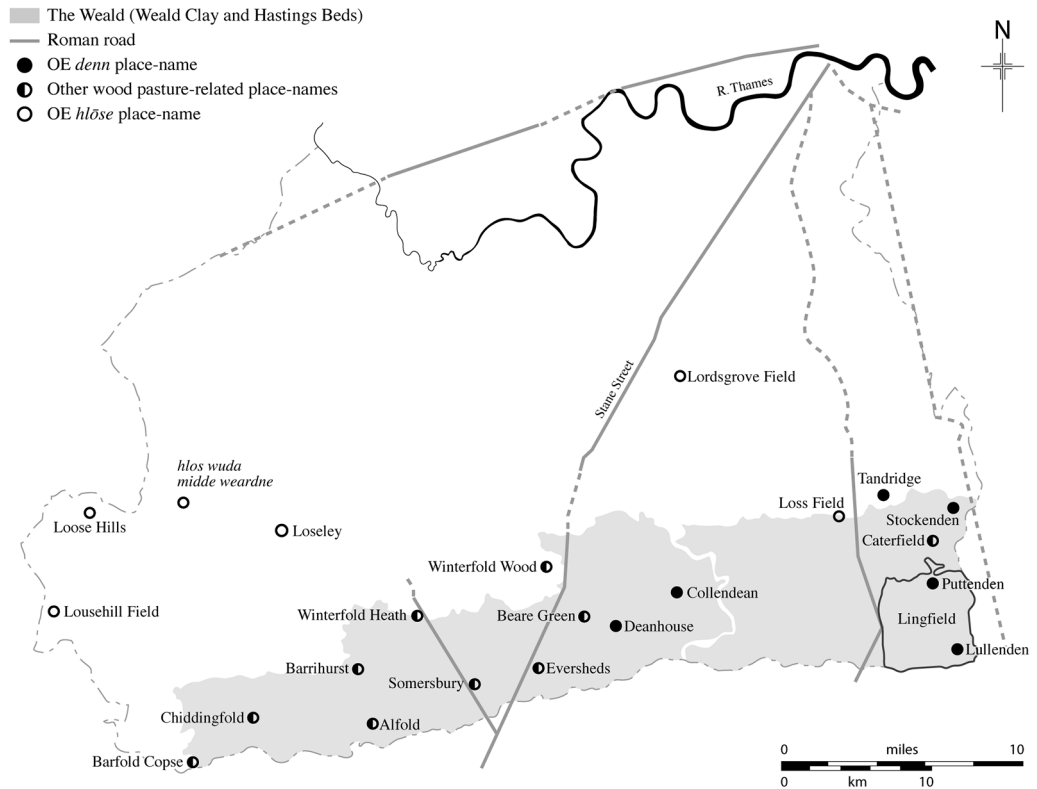 The Weald (Weald Clay and Hastings Beds)
Roman road
OE denn place-name
Other wood pasture-related place-names
OE hlōse place-name
N
R. Thames
Stane Street
Lordsgrove Field
hlos wuda
midde weardne
Tandridge
Loss Field
Loose Hills
Stockenden
Loseley
Caterfield
Winterfold Wood
Puttenden
Collendean
Lousehill Field
Winterfold Heath
Beare Green
Lingfield
Deanhouse
Lullenden
Barrihurst
Eversheds
Somersbury
Chiddingfold
Alfold
Barfold Copse
0 miles 10
0 km 10